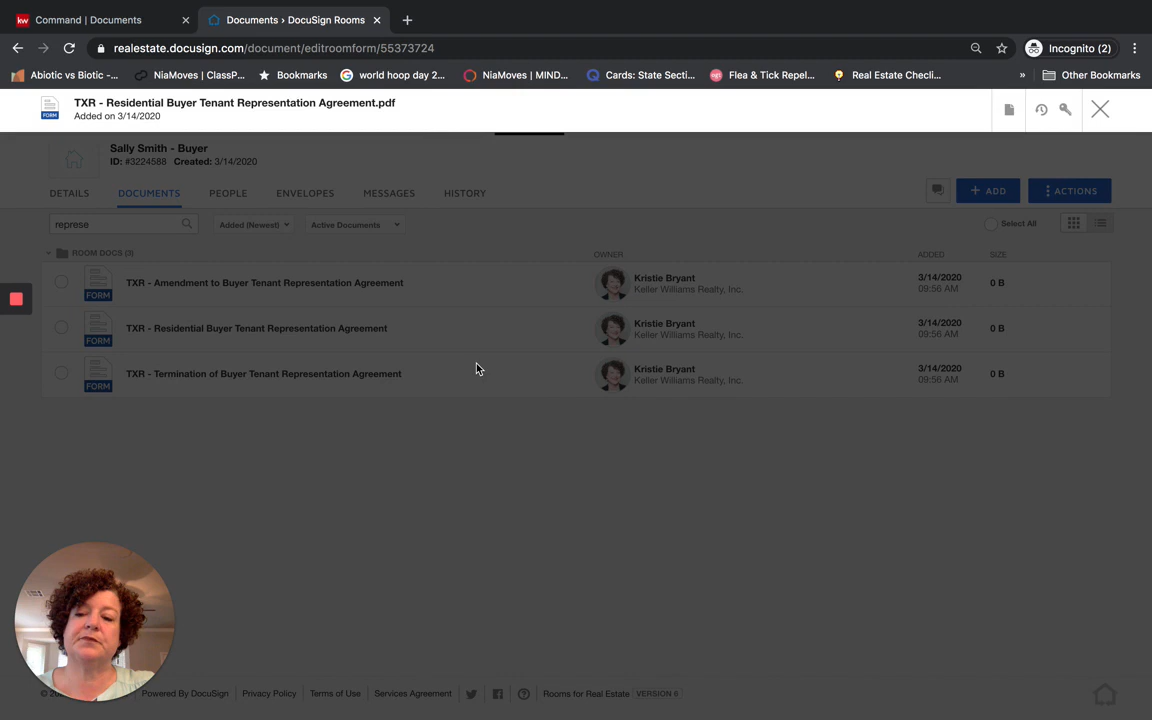 kw Command | Documents
Documents › DocuSign Rooms
realestate.docusign.com/document/editroomform/55373724
Incognito (2)
Abiotic vs Biotic -...
NiaMoves | ClassP...
Bookmarks
world hoop day 2...
NiaMoves | MIND...
Cards: State Secti...
Flea & Tick Repel...
Real Estate Checli...
»
Other Bookmarks
FORM
TXR - Residential Buyer Tenant Representation Agreement.pdf
Added on 3/14/2020
Sally Smith - Buyer
ID: #3224588 Created: 3/14/2020
DETAILS
DOCUMENTS
PEOPLE
ENVELOPES
MESSAGES
HISTORY
+ ADD
ACTIONS
represe
Added (Newest)
Active Documents
Select All
ROOM DOCS (3)
OWNER
ADDED
SIZE
FORM
TXR - Amendment to Buyer Tenant Representation Agreement
Kristie Bryant
Keller Williams Realty, Inc.
3/14/2020
09:56 AM
0 B
FORM
TXR - Residential Buyer Tenant Representation Agreement
Kristie Bryant
Keller Williams Realty, Inc.
3/14/2020
09:56 AM
0 B
FORM
TXR - Termination of Buyer Tenant Representation Agreement
Kristie Bryant
Keller Williams Realty, Inc.
3/14/2020
09:56 AM
0 B
Powered By DocuSign
Privacy Policy
Terms of Use
Services Agreement
Rooms for Real Estate
VERSION 6